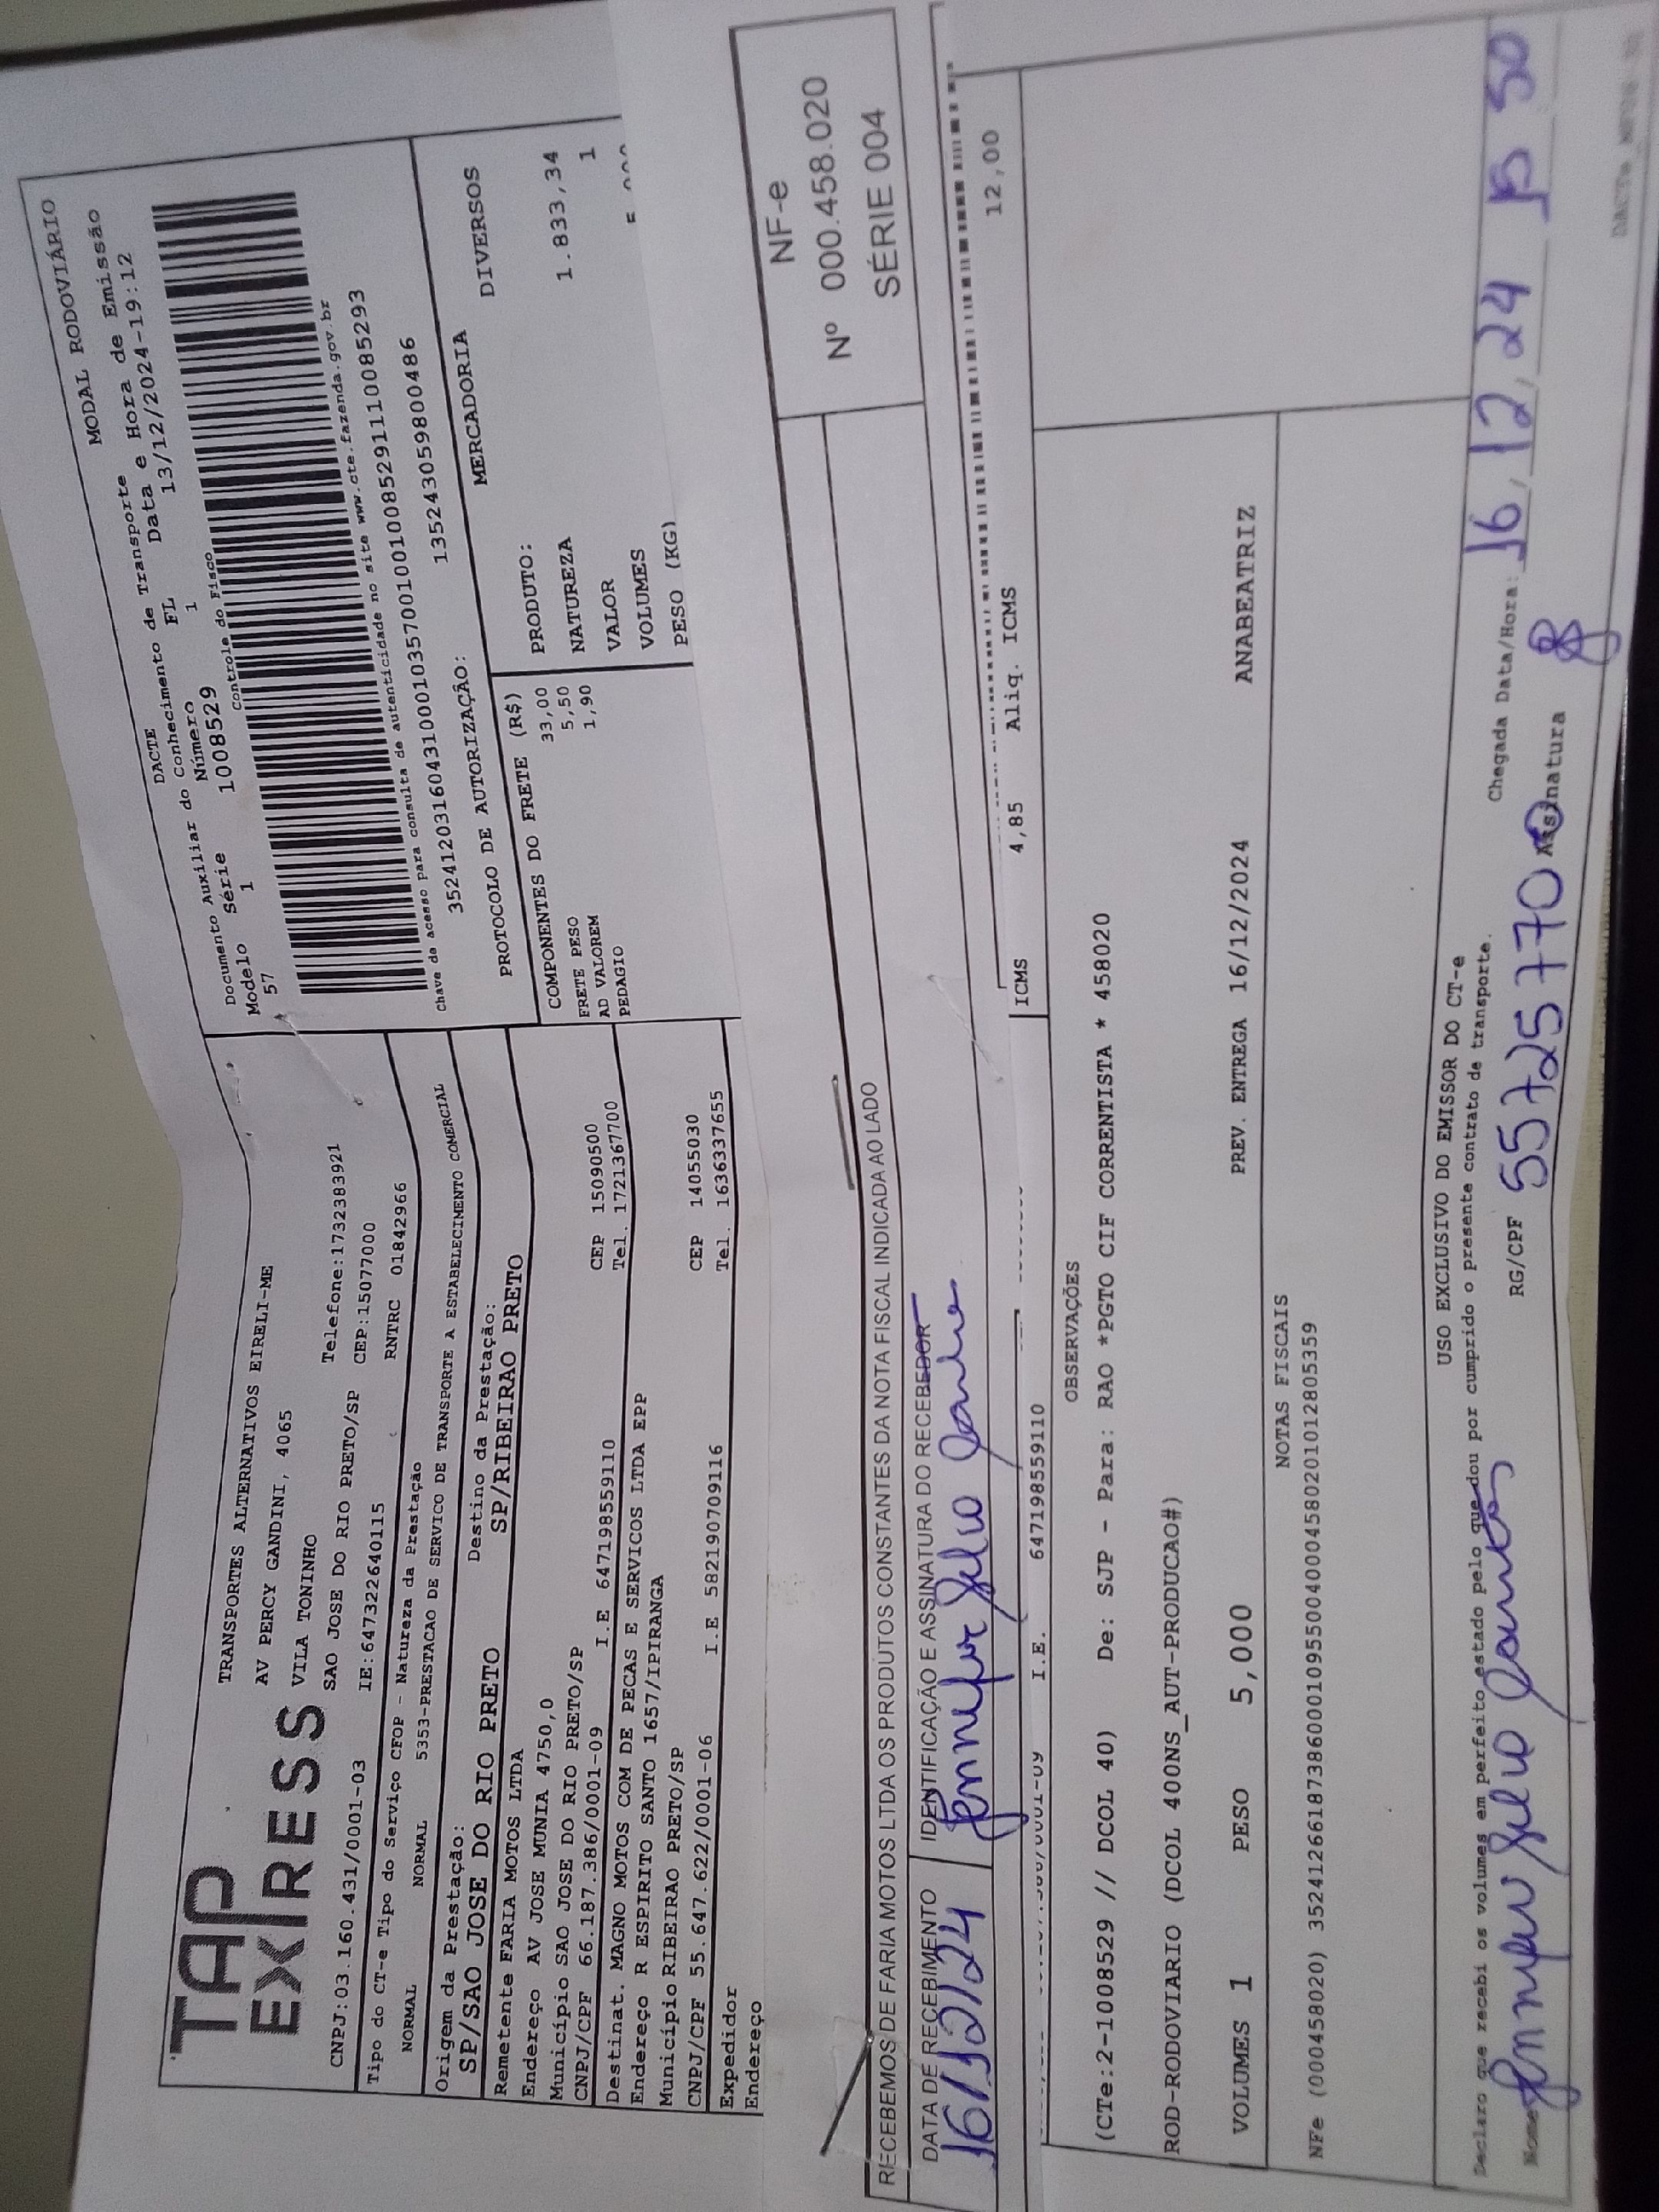 TAP
EXPRESS
TRANSPORTES ALTERNATIVOS EIRELI-ME
AV PERCY GANDINI, 4065
VILA TONINHO
SAO JOSE DO RIO PRETO/SP Telefone:1732383921
CNPJ:03.160.431/0001-03 IE:647322640115 CEP:15077000
RNTRC 01842966
Tipo do CT-e Tipo do Serviço CFOP - Natureza da Prestação
NORMAL NORMAL 5353-PRESTACAO DE SERVICO DE TRANSPORTE A ESTABELECIMENTO COMERCIAL
Origem da Prestação: Destino da Prestação:
SP/SAO JOSE DO RIO PRETO SP/RIBEIRAO PRETO
Remetente FARIA MOTOS LTDA
Endereço AV JOSE MUNIA 4750,0
Município SAO JOSE DO RIO PRETO/SP CEP 15090500
CNPJ/CPF 66.187.386/0001-09 I.E 647198559110 Tel. 1721367700
Destinat. MAGNO MOTOS COM DE PECAS E SERVICOS LTDA EPP
Endereço R ESPIRITO SANTO 1657/IPIRANGA
Município RIBEIRAO PRETO/SP CEP 14055030
CNPJ/CPF 55.647.622/0001-06 I.E 582190709116 Tel. 1636337655
Expedidor
Endereço
MODAL RODOVIÁRIO
DACTE
MODAL RODOVIÁRIO
Documento Auxiliar do Conhecimento de Transporte
Modelo Série Número FL Data e Hora de Emissão
57 1 1008529 1 13/12/2024-19:12
Controle do Fisco
Chave de acesso para consulta de autenticidade no site www.cte.fazenda.gov.br
35241203160431000103570010010085291110085293
PROTOCOLO DE AUTORIZAÇÃO: 135243059800486
COMPONENTES DO FRETE (R$)
FRETE PESO 33,00
AD VALOREM 5,50
PEDAGIO 1,90
MERCADORIA
PRODUTO: DIVERSOS
NATUREZA
VALOR 1.833,34
VOLUMES 1
PESO (KG)
RECEBEMOS DE FARIA MOTOS LTDA OS PRODUTOS CONSTANTES DA NOTA FISCAL INDICADA AO LADO
DATA DE RECEBIMENTO IDENTIFICAÇÃO E ASSINATURA DO RECEBEDOR
16/12/24
NF-e
Nº 000.458.020
SÉRIE 004
I.E. 647198559110
ICMS 4,85 Aliq. ICMS 12,00
OBSERVAÇÕES
(CTe:2-1008529 // DCOL 40) De: SJP - Para: RAO *PGTO CIF CORRENTISTA * 458020
ROD-RODOVIARIO (DCOL 400NS_AUT-PRODUCAO#)
VOLUMES 1 PESO 5,000 PREV. ENTREGA 16/12/2024 ANABEATRIZ
NOTAS FISCAIS
NFe (000458020) 35241266187386000109550040004580201012805359
USO EXCLUSIVO DO EMISSOR DO CT-e
Declaro que recebi os volumes em perfeito estado pelo que dou por cumprido o presente contrato de transporte.
Nome RG/CPF Assinatura Chegada Data/Hora: 16/12/24 15 50